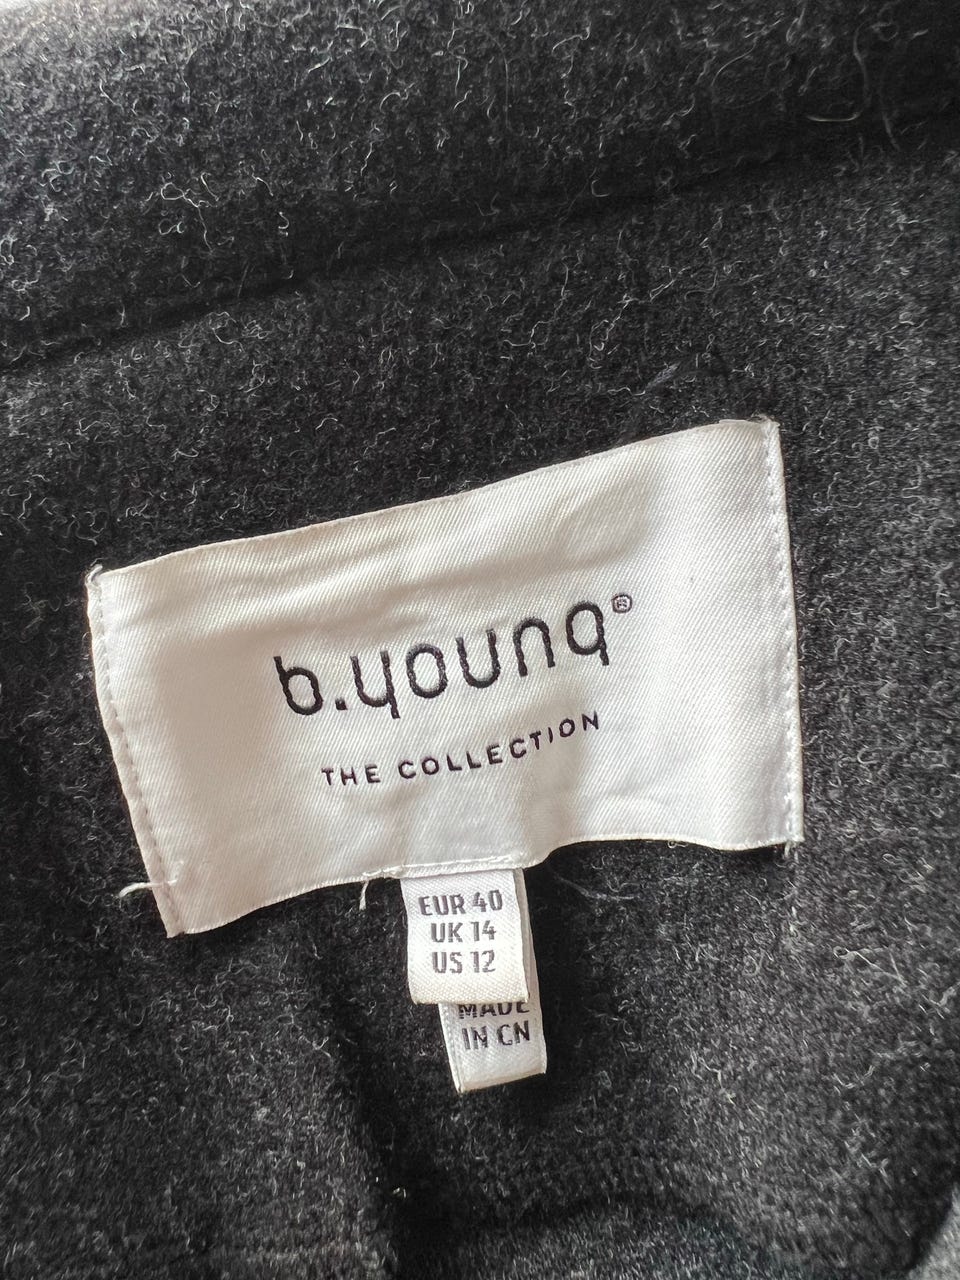 b.young®
THE COLLECTION
EUR 40
UK 14
US 12
MADE
IN CN